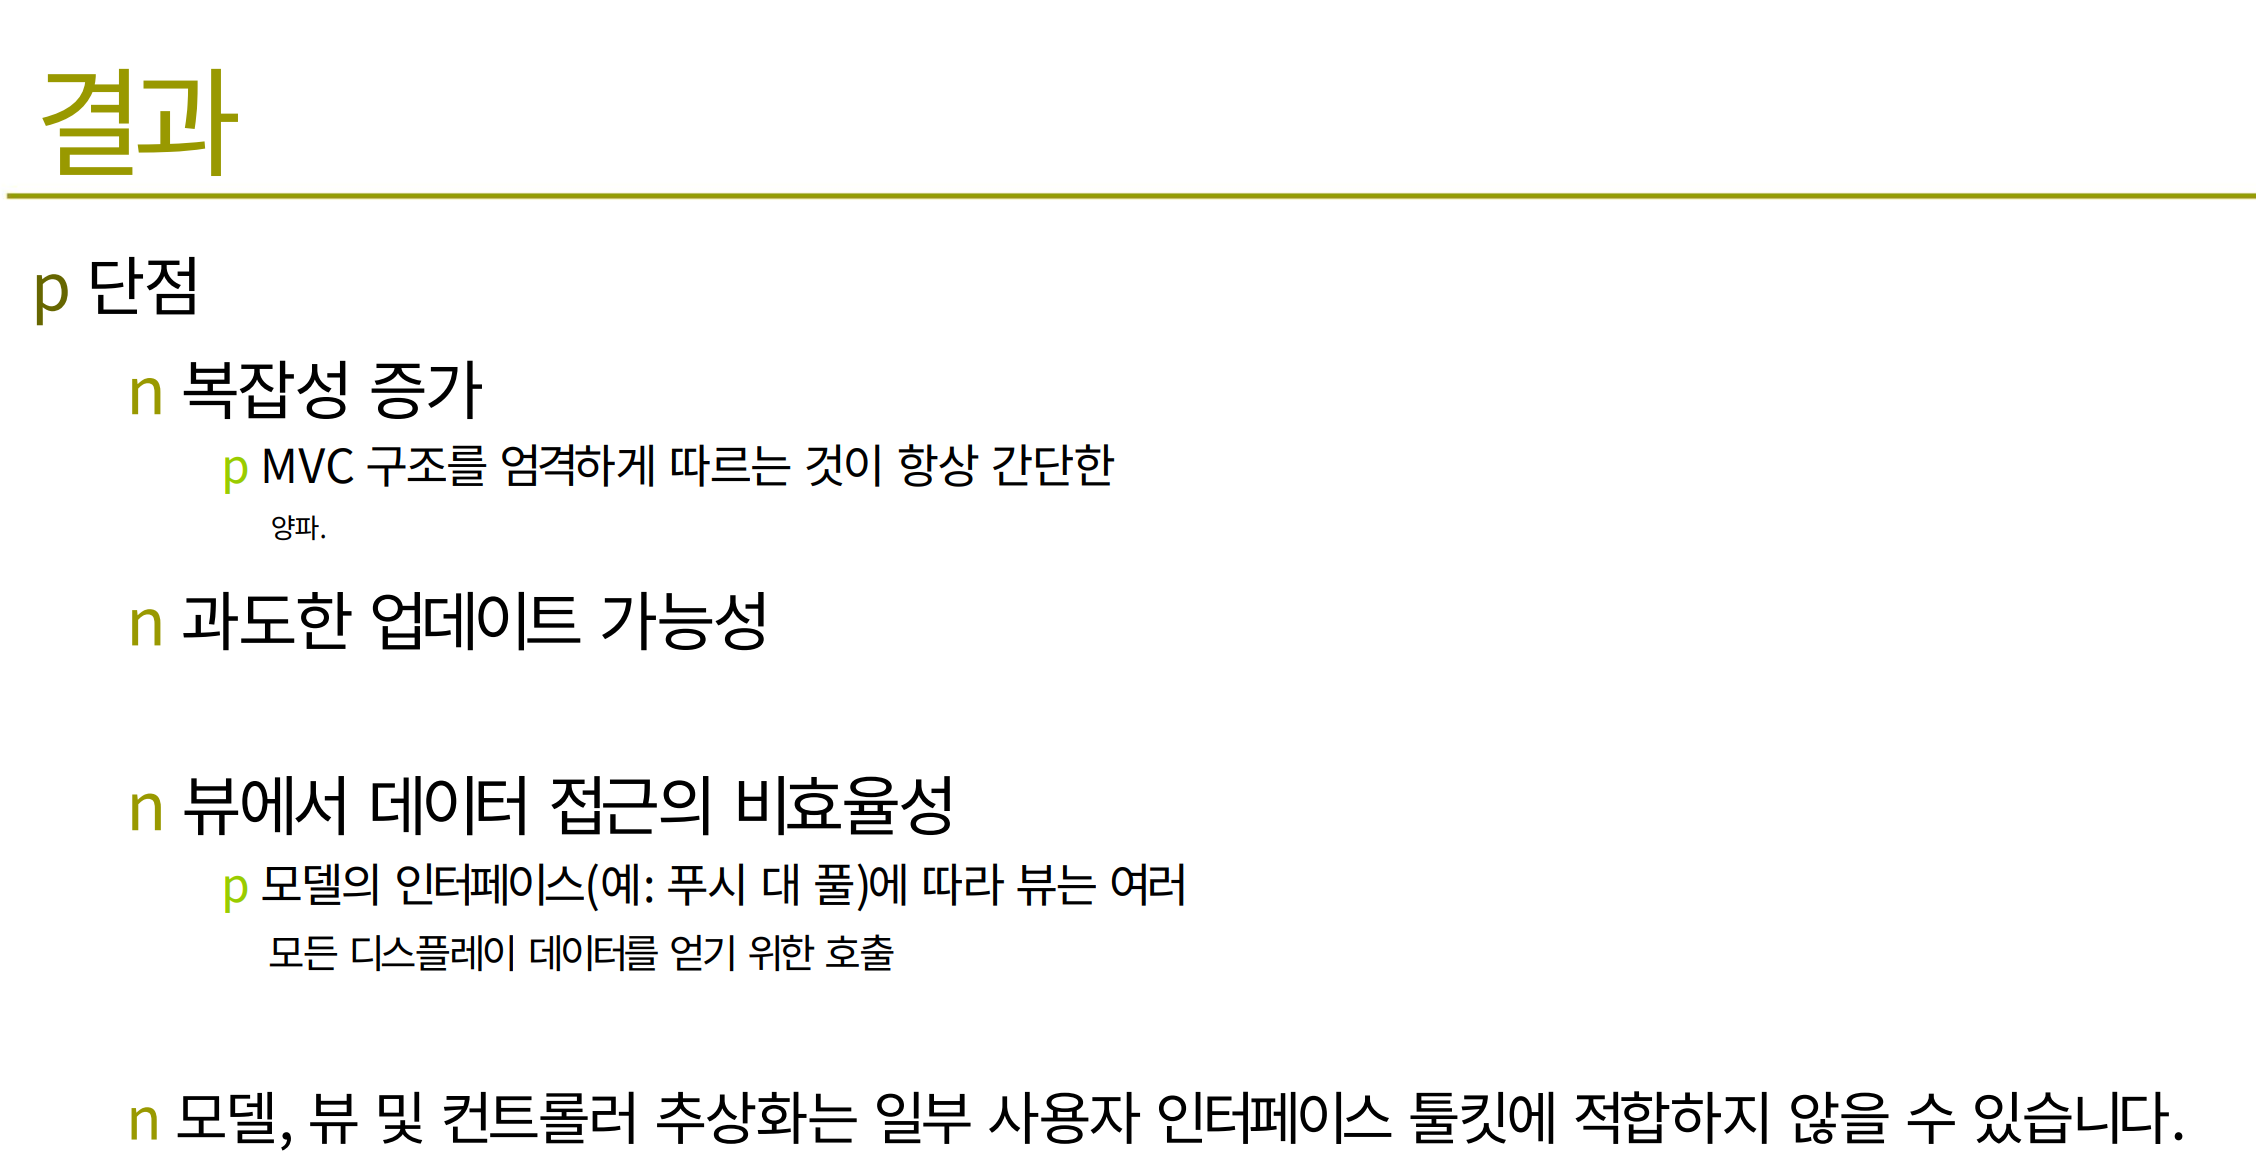 결과
p 단점
n 복잡성 증가
p MVC 구조를 엄격하게 따르는 것이 항상 간단한
양파.
n 과도한 업데이트 가능성
n 뷰에서 데이터 접근의 비효율성
p 모델의 인터페이스(예: 푸시 대 풀)에 따라 뷰는 여러
모든 디스플레이 데이터를 얻기 위한 호출
n 모델, 뷰 및 컨트롤러 추상화는 일부 사용자 인터페이스 툴킷에 적합하지 않을 수 있습니다.